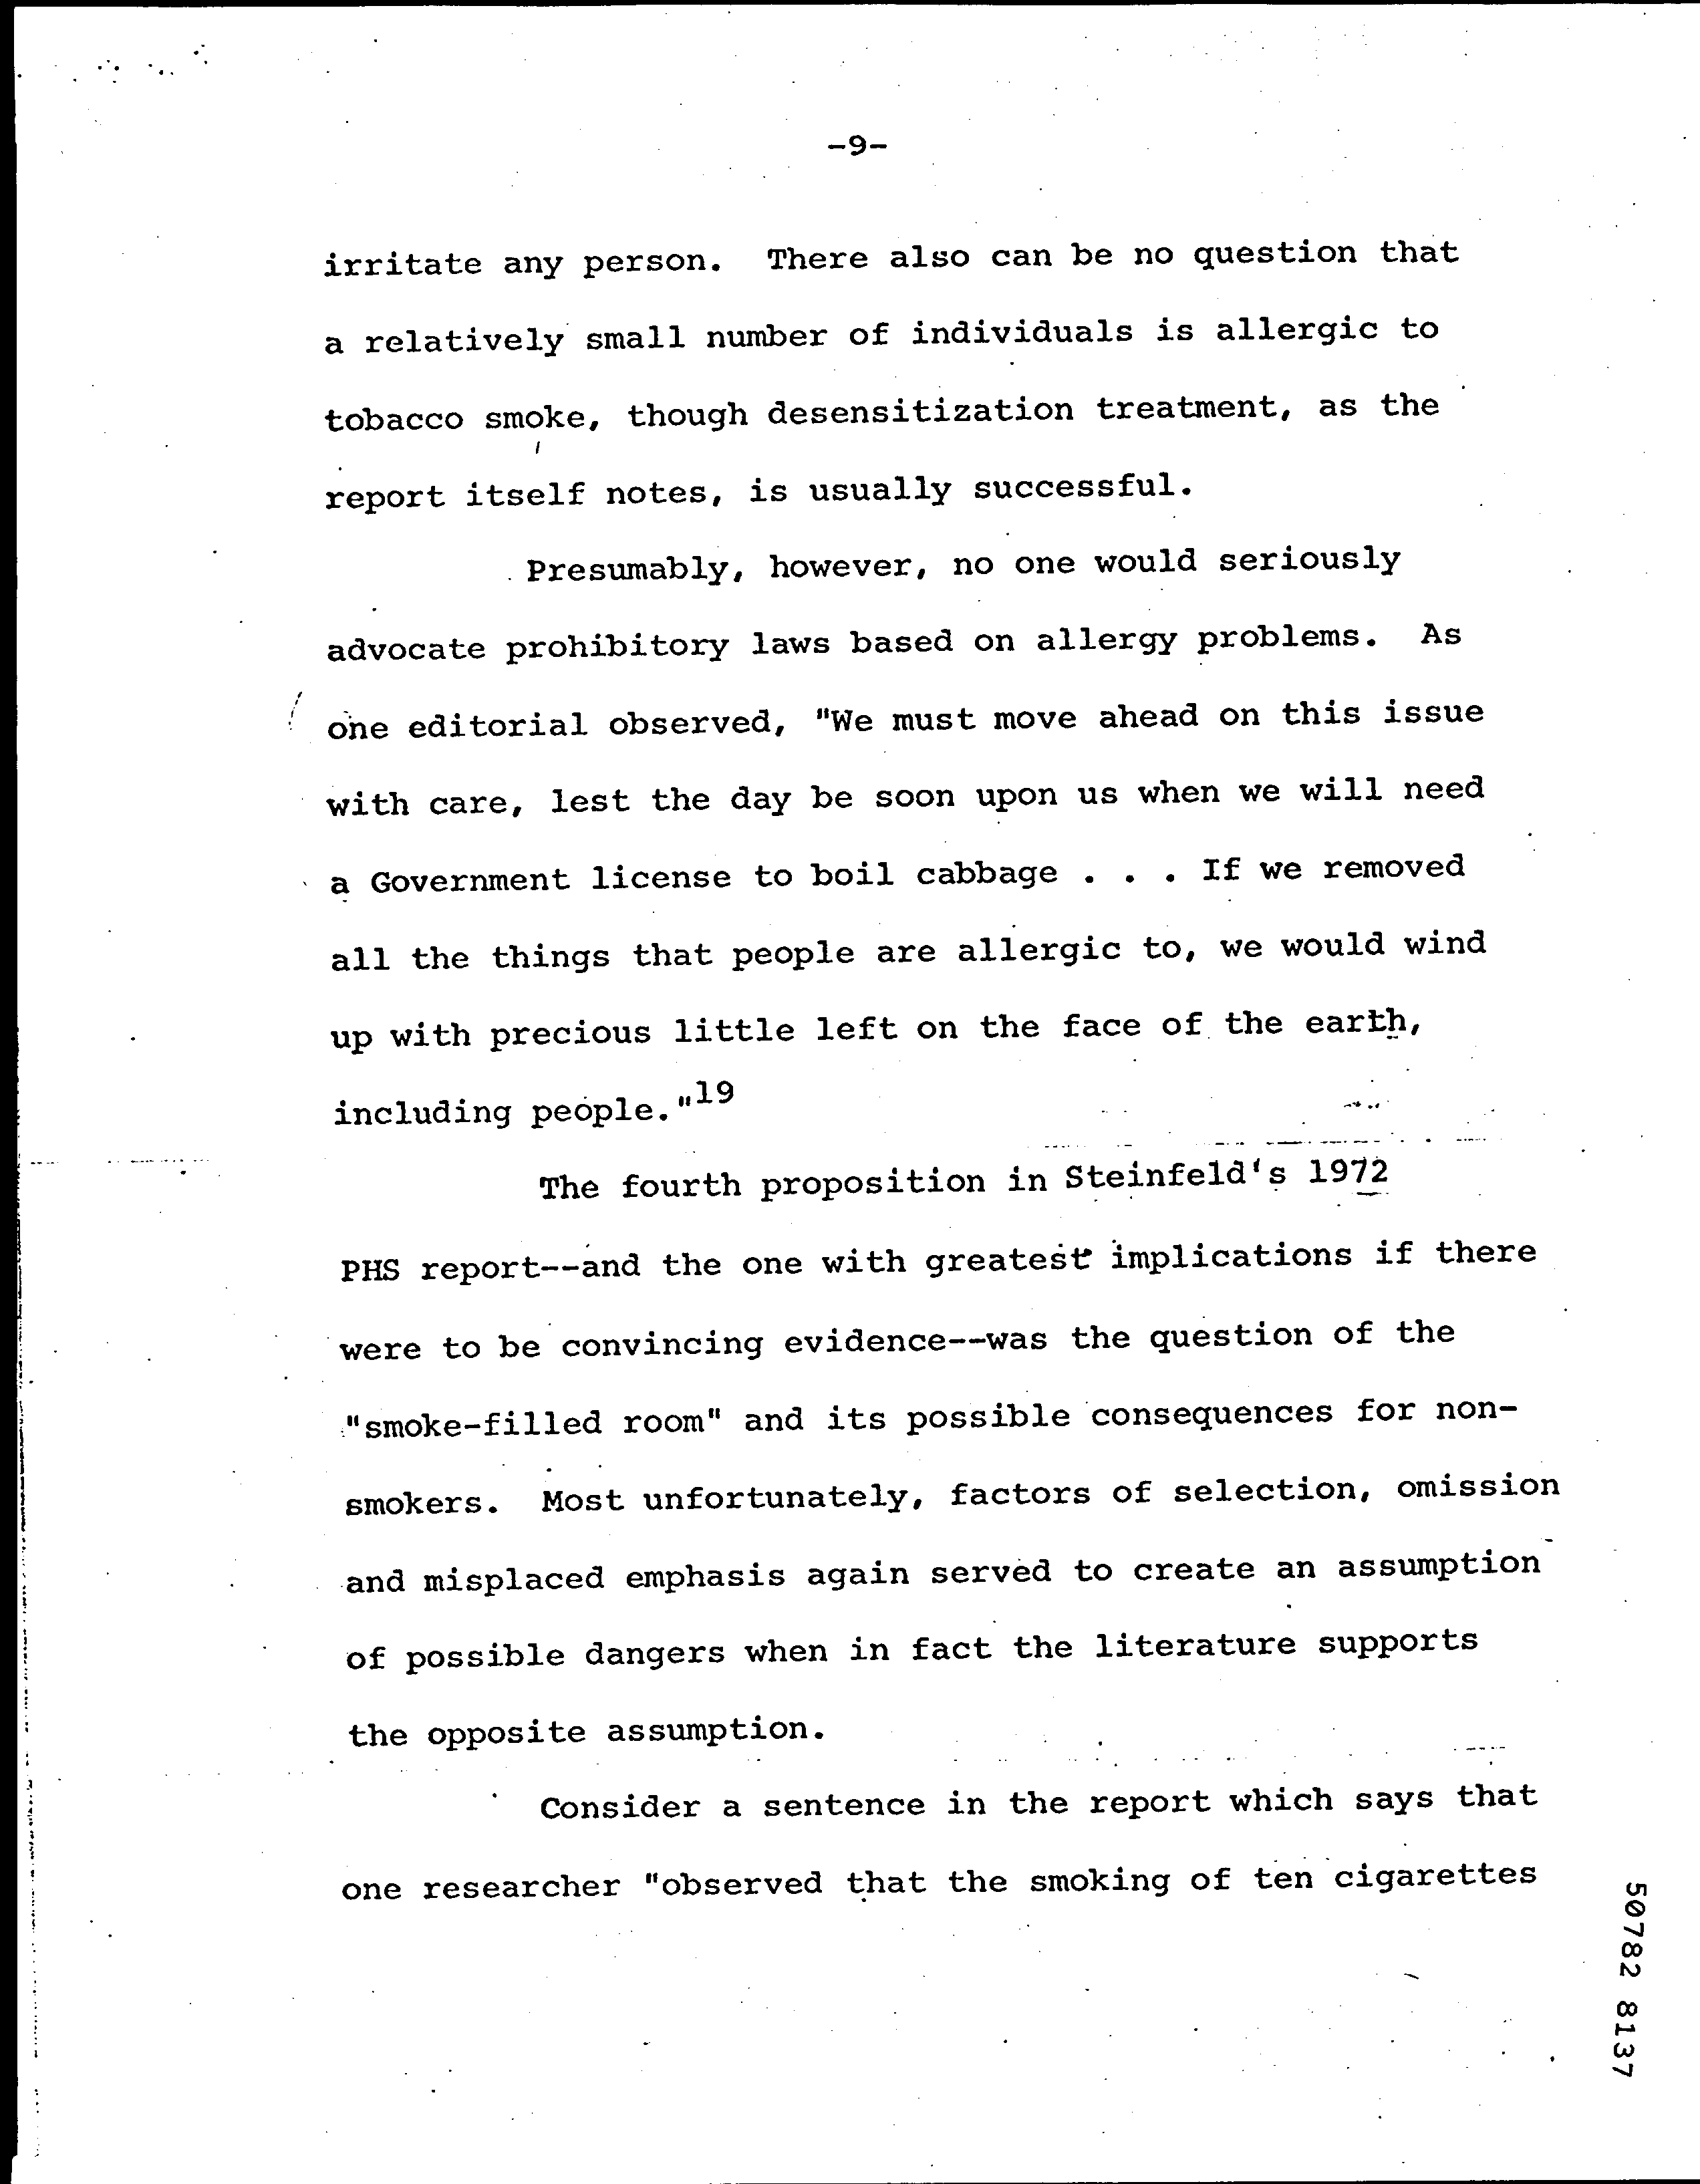 -9-
irritate any person. There also can be no question that
a relatively small number of individuals is allergic to
tobacco smoke, though desensitization treatment, as the
report itself notes, is usually successful.
Presumably, however, no one would seriously
advocate prohibitory laws based on allergy problems. As
one editorial observed, "We must move ahead on this issue
with care, lest the day be soon upon us when we will need
a Government license to boil cabbage . . . If we removed
all the things that people are allergic to, we would wind
up with precious little left on the face of the earth,
including people."19
The fourth proposition in Steinfeld's 1972
PHS report--and the one with greatest implications if there
were to be convincing evidence--was the question of the
"smoke-filled room" and its possible consequences for non-
smokers. Most unfortunately, factors of selection, omission
and misplaced emphasis again served to create an assumption
of possible dangers when in fact the literature supports
the opposite assumption.
Consider a sentence in the report which says that
one researcher "observed that the smoking of ten cigarettes
50782 8137